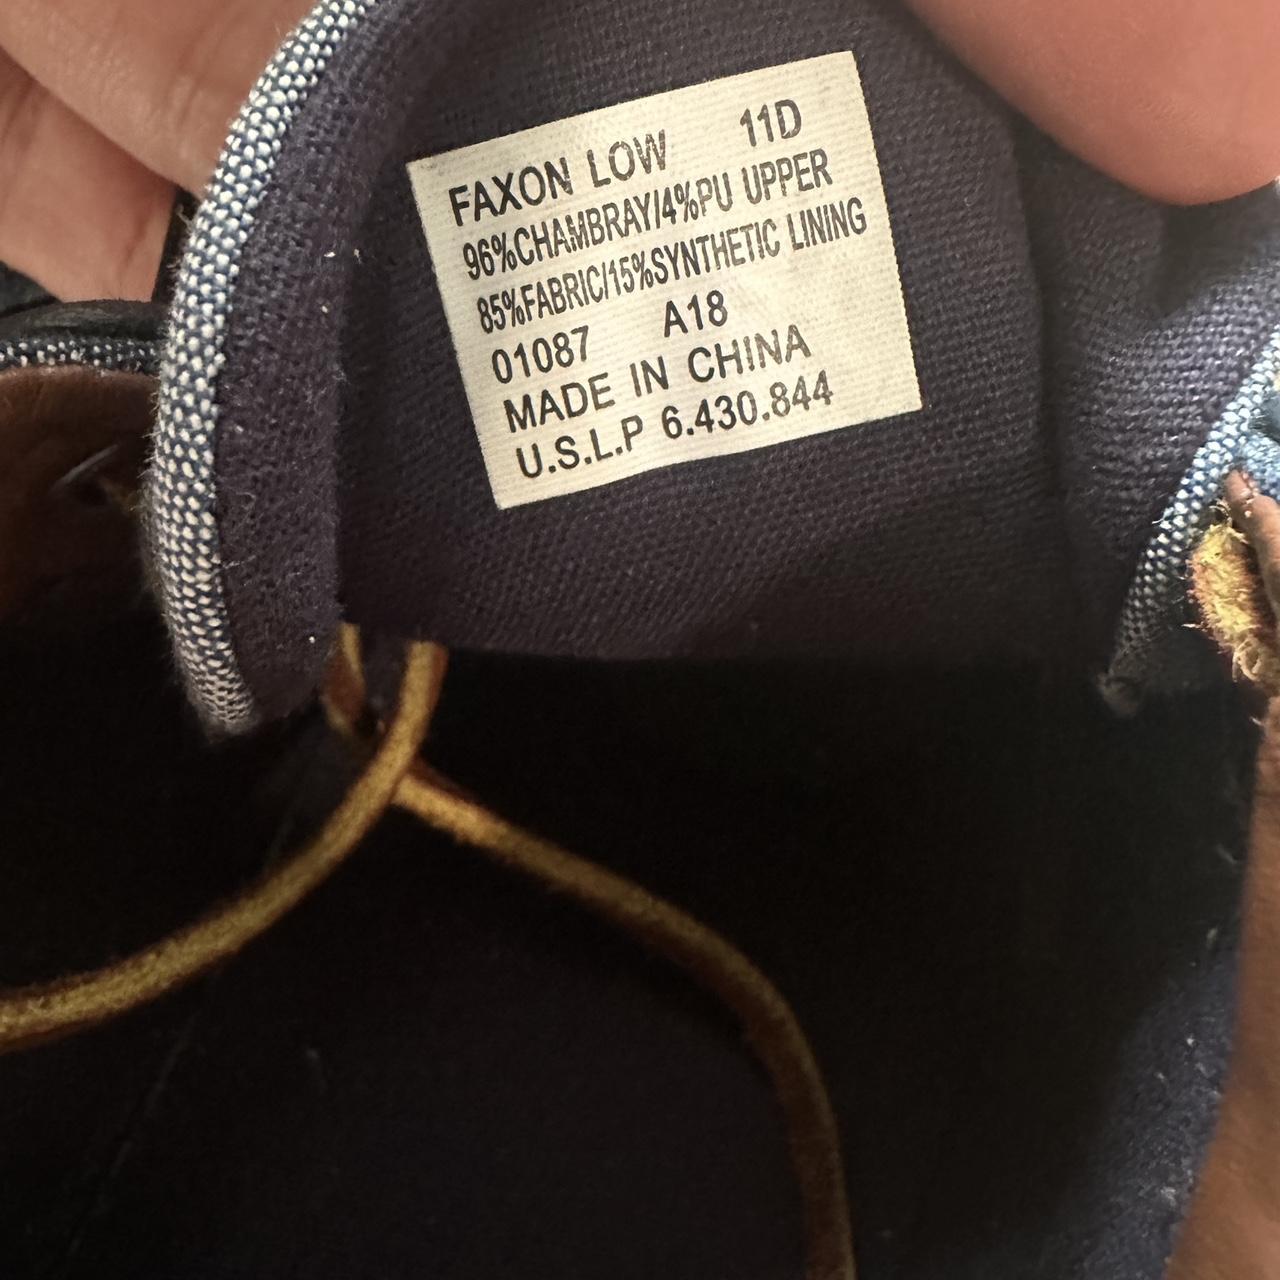 FAXON LOW 11D
96%CHAMBRAY/4%PU UPPER
85%FABRIC/15%SYNTHETIC LINING
01087 A18
MADE IN CHINA
U.S.L.P 6.430.844